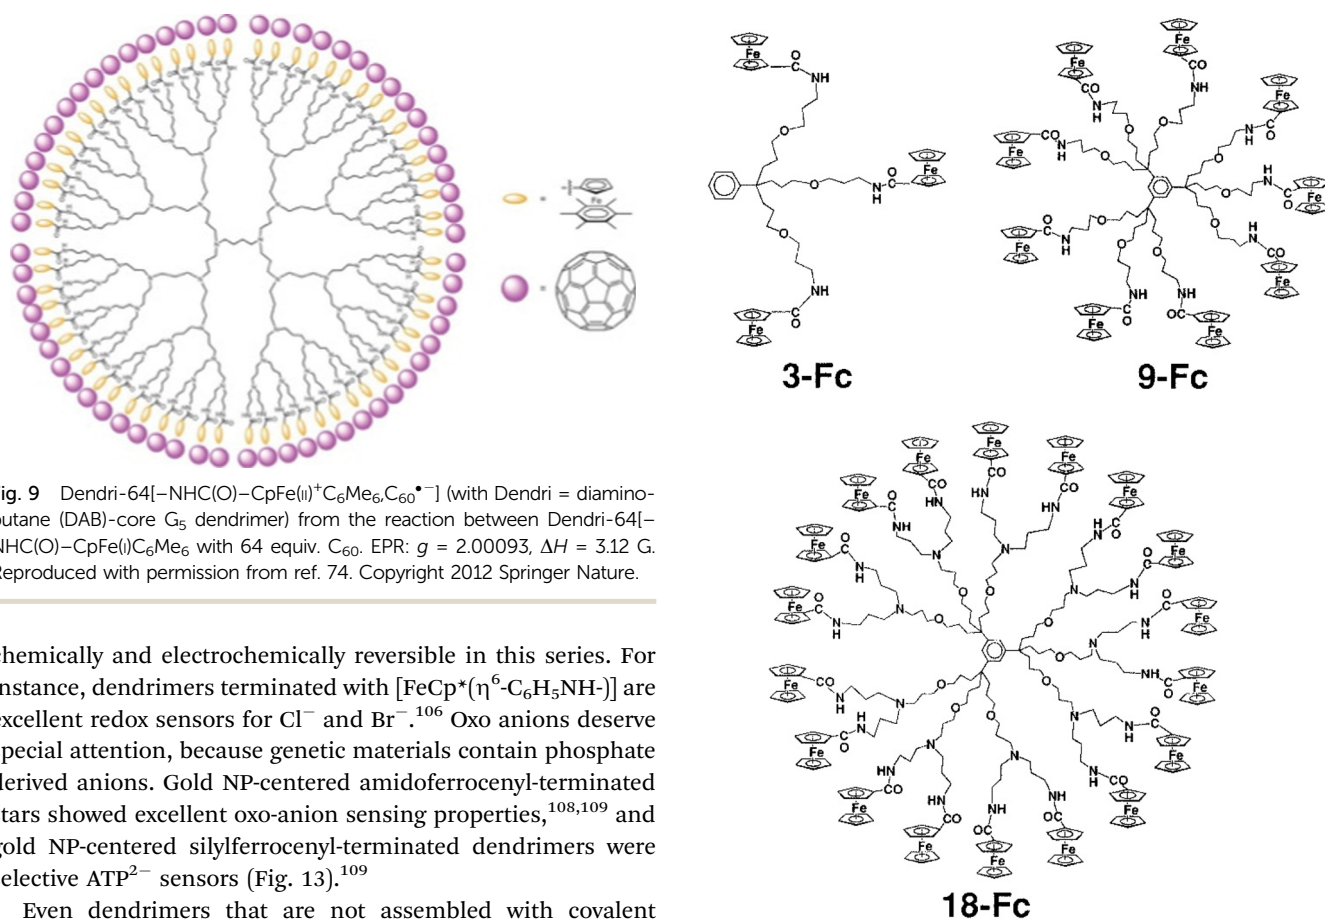 Fig. 9 Dendri-64[–NHC(O)–CpFe(II)⁺C₆Me₆,C₆₀•⁻] (with Dendri = diamino-
butane (DAB)-core G₅ dendrimer) from the reaction between Dendri-64[–
NHC(O)–CpFe(I)C₆Me₆ with 64 equiv. C₆₀. EPR: g = 2.00093, ΔH = 3.12 G.
Reproduced with permission from ref. 74. Copyright 2012 Springer Nature.
chemically and electrochemically reversible in this series. For
instance, dendrimers terminated with [FeCp*(η⁶-C₆H₅NH-)] are
excellent redox sensors for Cl⁻ and Br⁻.¹⁰⁶ Oxo anions deserve
special attention, because genetic materials contain phosphate
derived anions. Gold NP-centered amidoferrocenyl-terminated
stars showed excellent oxo-anion sensing properties,¹⁰⁸,¹⁰⁹ and
gold NP-centered silylferrocenyl-terminated dendrimers were
selective ATP²⁻ sensors (Fig. 13).¹⁰⁹
Even dendrimers that are not assembled with covalent
3-Fc
9-Fc
18-Fc